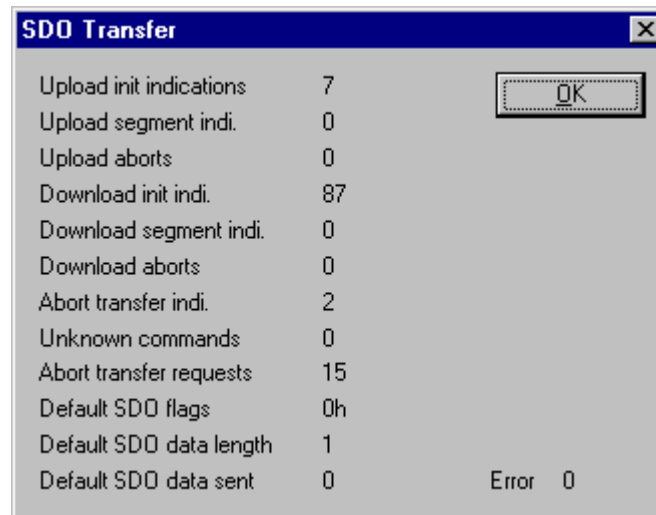 SDO Transfer
Upload init indications 7
OK
Upload segment indi. 0
Upload aborts 0
Download init indi. 87
Download segment indi. 0
Download aborts 0
Abort transfer indi. 2
Unknown commands 0
Abort transfer requests 15
Default SDO flags 0h
Default SDO data length 1
Default SDO data sent 0 Error 0